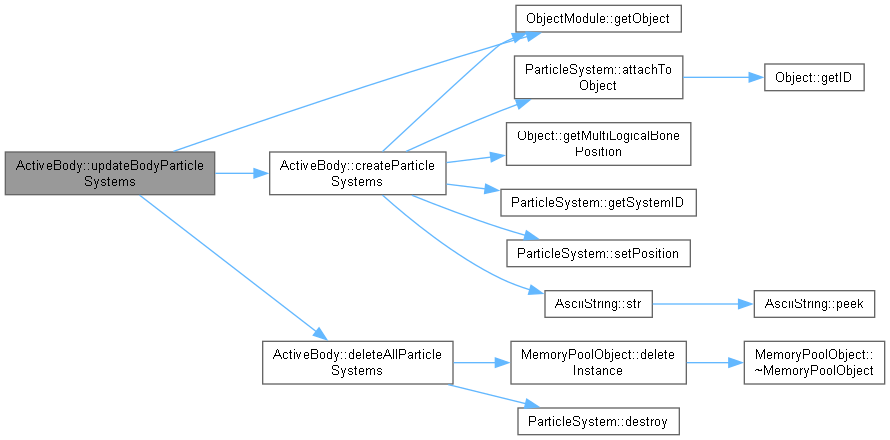 ObjectModule::getObject
ParticleSystem::attachTo
Object
Object::getID
Object::getMultiLogicalBone
Position
ActiveBody::updateBodyParticle
Systems
ActiveBody::createParticle
Systems
ParticleSystem::getSystemID
ParticleSystem::setPosition
AsciiString::str
AsciiString::peek
ActiveBody::deleteAllParticle
Systems
MemoryPoolObject::delete
Instance
MemoryPoolObject::
~MemoryPoolObject
ParticleSystem::destroy